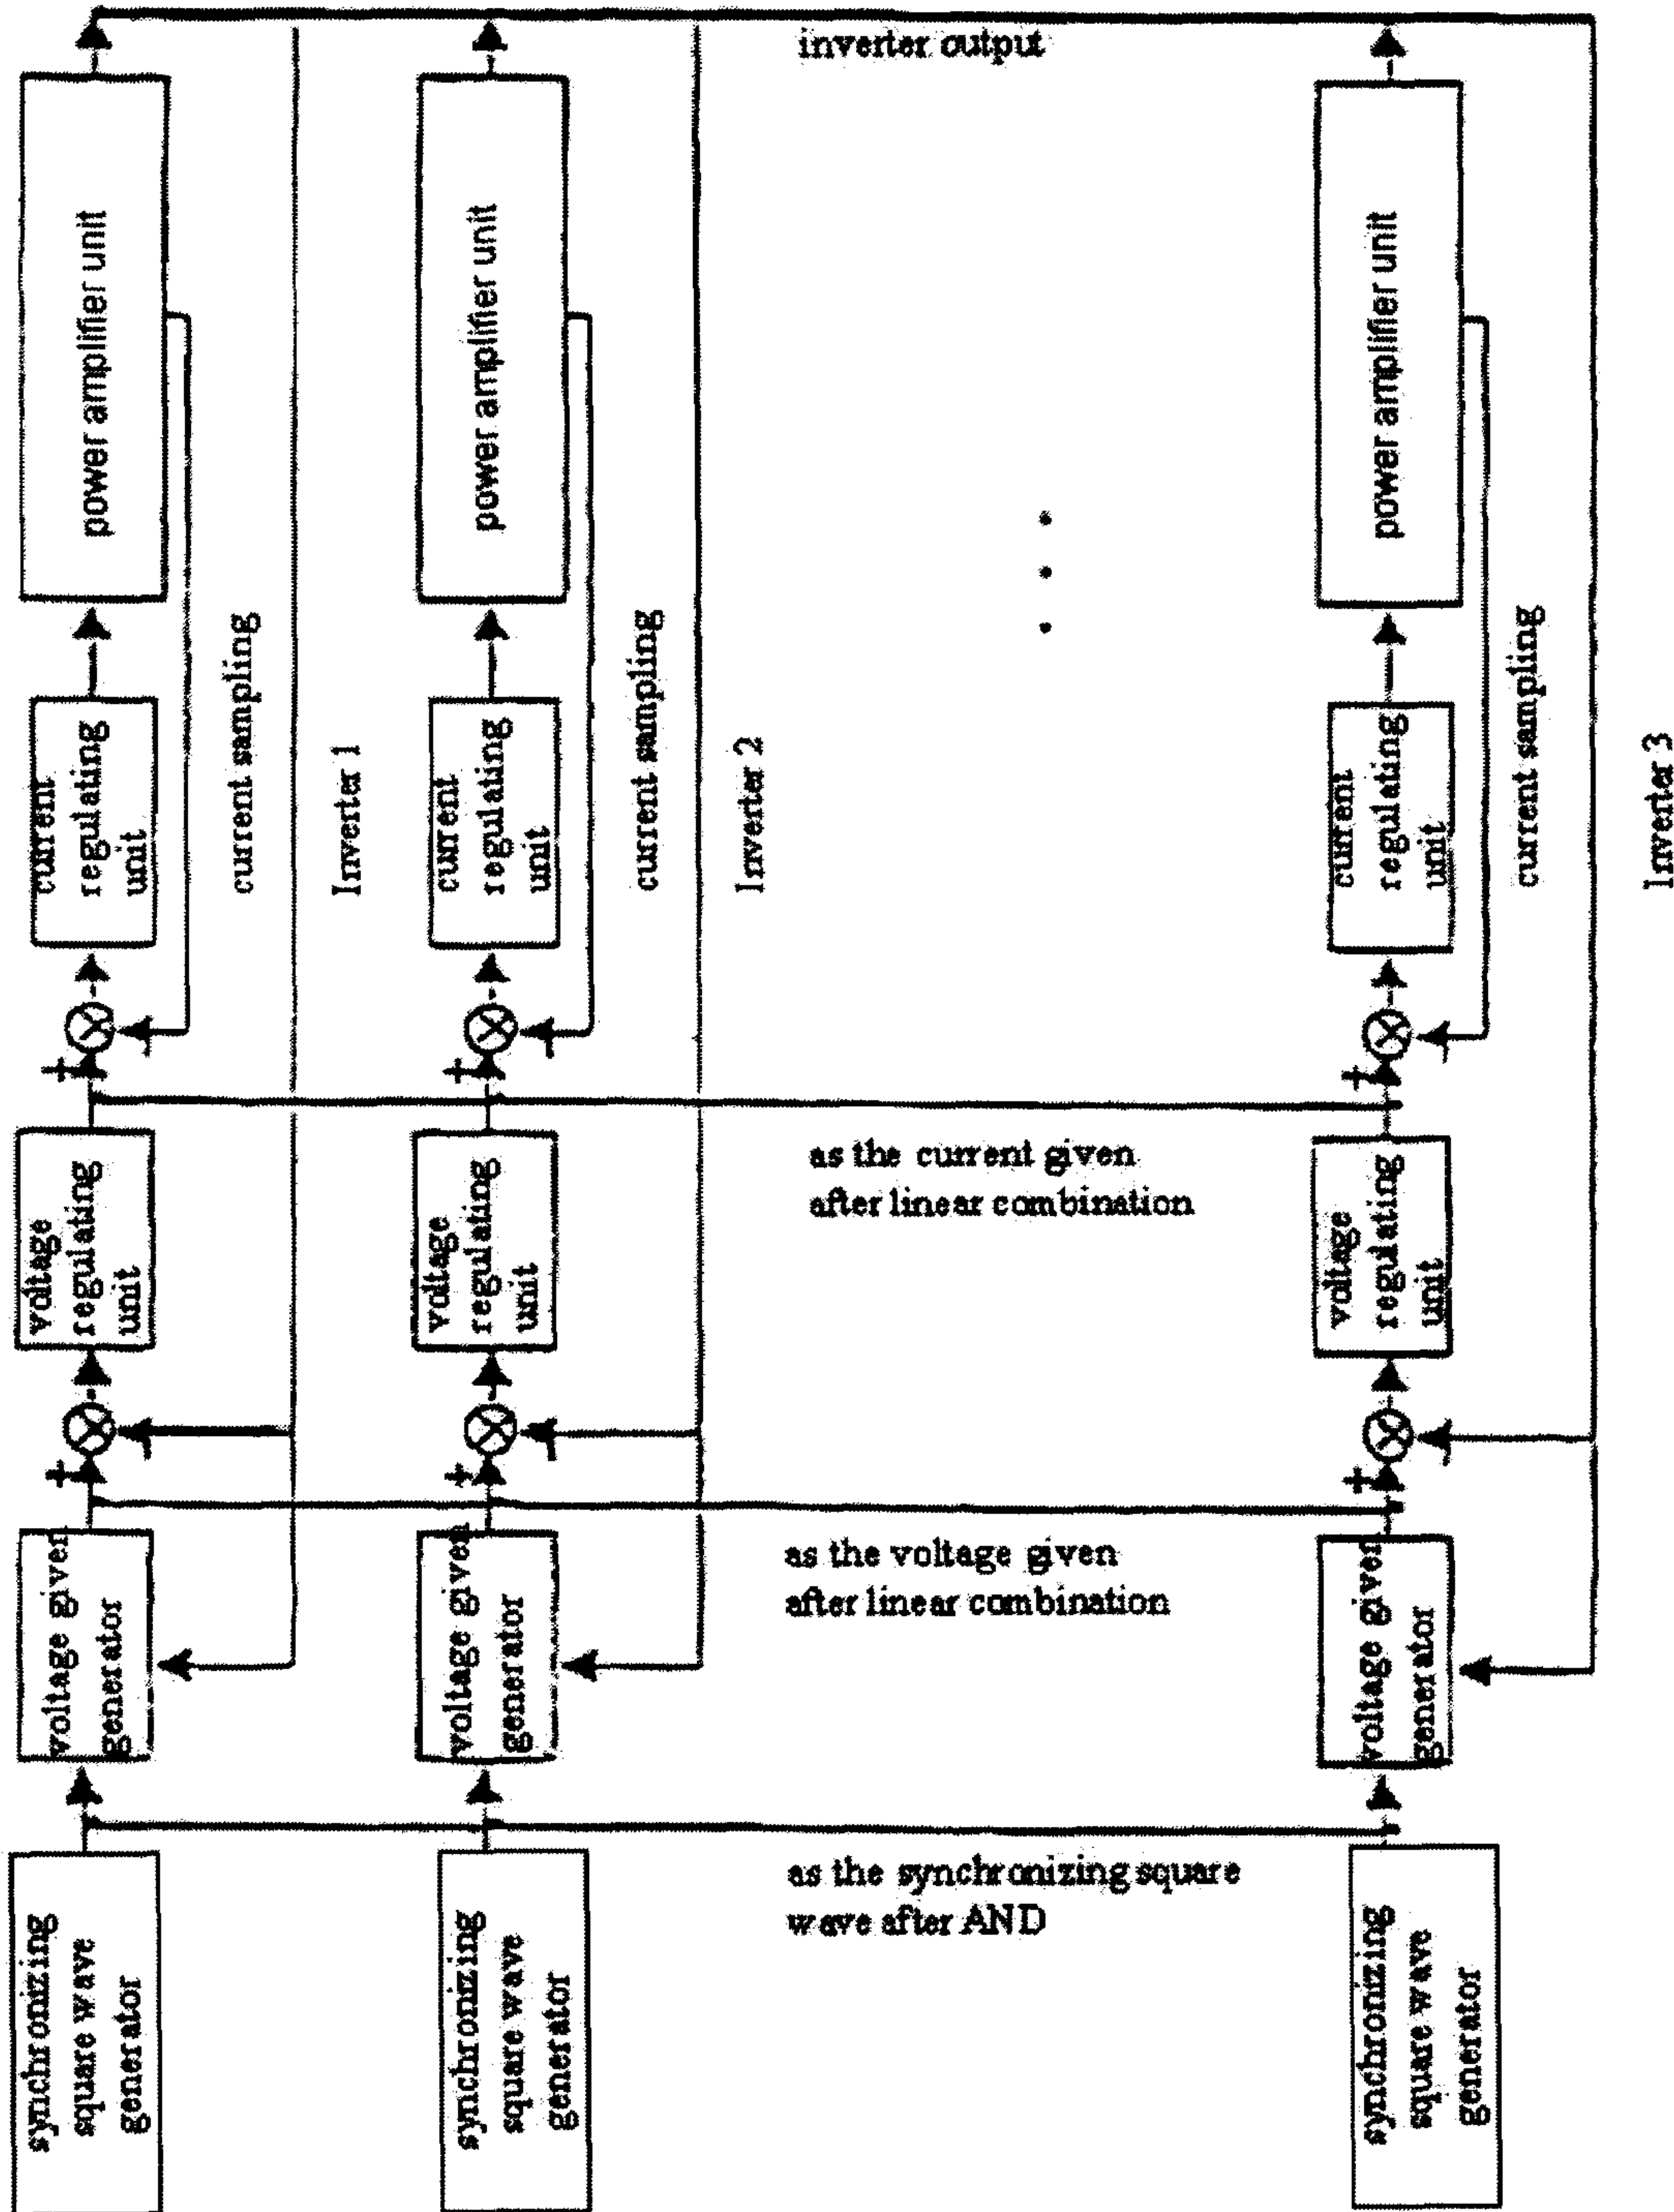 inverter output
power amplifier unit
current
regulating
unit
current sampling
Inverter 1
voltage
regulating
unit
voltage given
generator
synchronizing
square wave
generator
power amplifier unit
current
regulating
unit
current sampling
Inverter 2
voltage
regulating
unit
voltage given
generator
synchronizing
square wave
generator
as the current given
after linear combination
as the voltage given
after linear combination
as the synchronizing square
wave after AND
power amplifier unit
current
regulating
unit
current sampling
Inverter 3
voltage
regulating
unit
voltage given
generator
synchronizing
square wave
generator
+
+
+
+
+
+